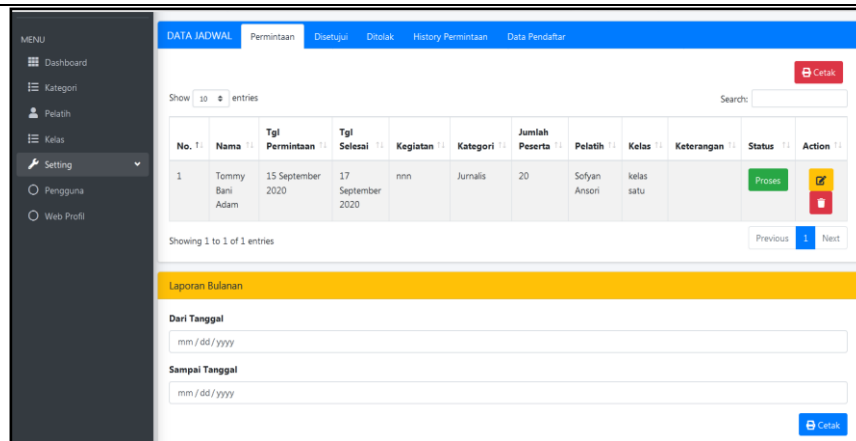 MENU
Dashboard
Kategori
Pelatih
Kelas
Setting
Pengguna
Web Profil
DATA JADWAL Permintaan Disetujui Ditolak History Permintaan Data Pendaftar
Cetak
Show 10 entries Search:
No. Nama Tgl Permintaan Tgl Selesai Kegiatan Kategori Jumlah Peserta Pelatih Kelas Keterangan Status Action
1 Tommy Bani Adam 15 September 2020 17 September 2020 nnn Jurnalis 20 Sofyan Ansori kelas satu Proses
Showing 1 to 1 of 1 entries Previous 1 Next
Laporan Bulanan
Dari Tanggal
mm / dd / yyyy
Sampai Tanggal
mm / dd / yyyy
Cetak